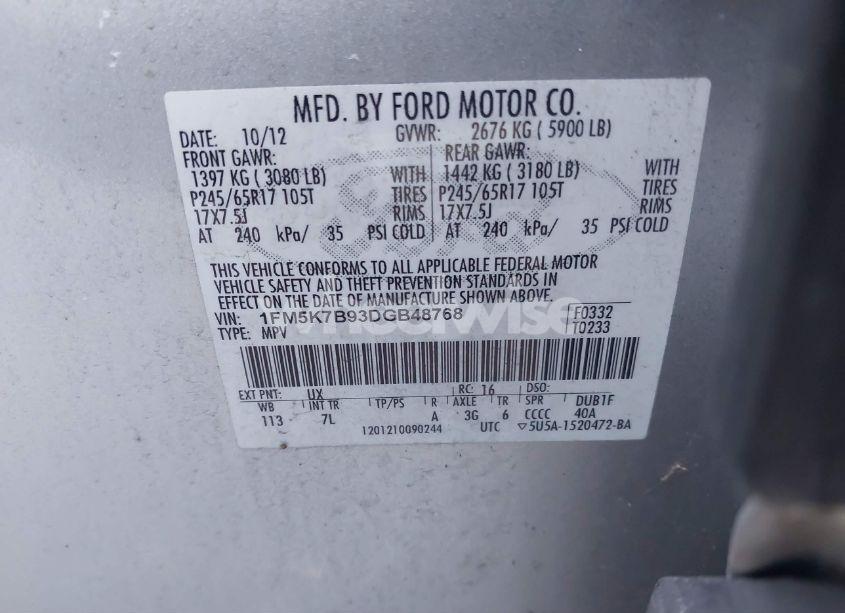 MFD. BY FORD MOTOR CO.
DATE: 10/12 GVWR: 2676 KG ( 5900 LB)
FRONT GAWR: REAR GAWR:
1397 KG ( 3080 LB) WITH 1442 KG ( 3180 LB) WITH
P245/65R17 105T TIRES P245/65R17 105T TIRES
17X7.5J RIMS 17X7.5J RIMS
AT 240 kPa/ 35 PSI COLD AT 240 kPa/ 35 PSI COLD
THIS VEHICLE CONFORMS TO ALL APPLICABLE FEDERAL MOTOR
VEHICLE SAFETY AND THEFT PREVENTION STANDARDS IN
EFFECT ON THE DATE OF MANUFACTURE SHOWN ABOVE.
VIN: 1FM5K7B93DGB48768 F0332
TYPE: MPV T0233
wheelwise
EXT PNT: UX RC: 16 DSO:
WB INT TR TP/PS R AXLE TR SPR DUB1F
113 7L A 3G 6 CCCC 40A
1201210090244 UTC ▽5U5A-1520472-BA